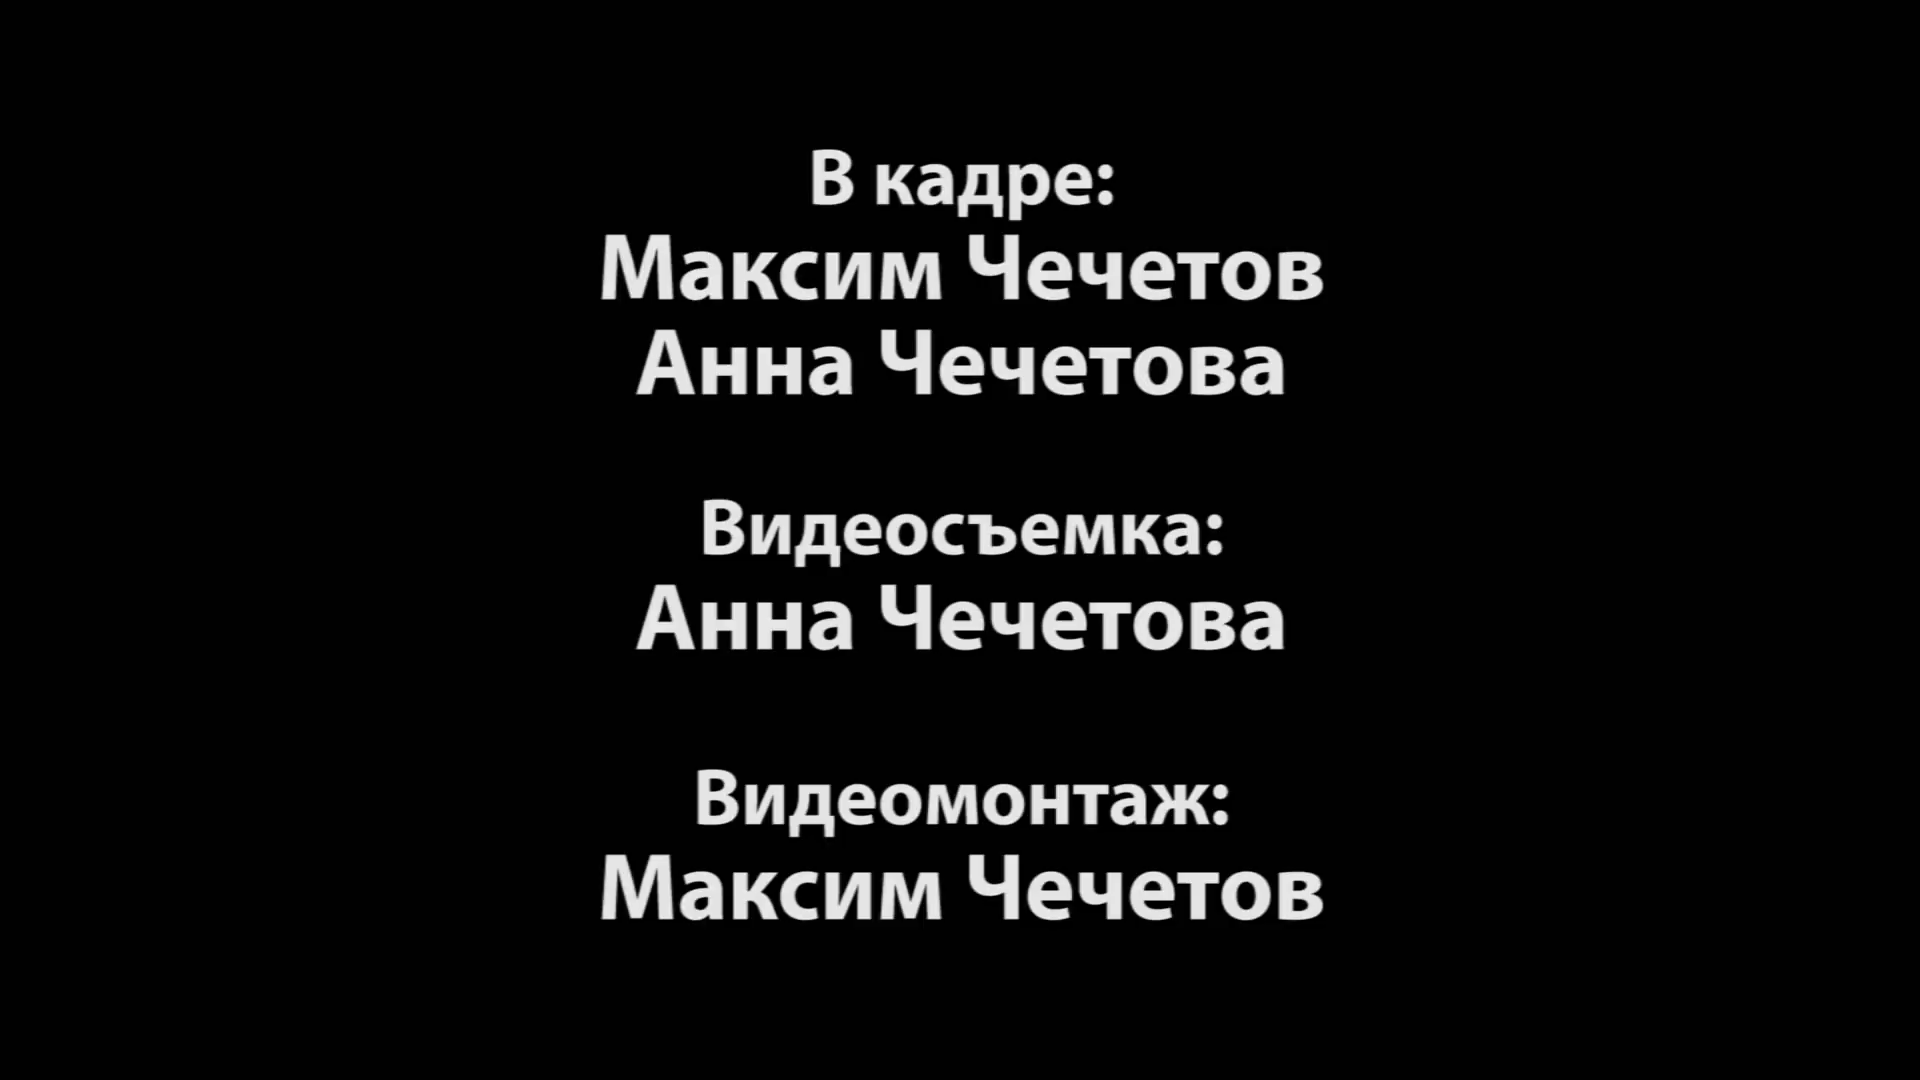 В кадре:
Максим Чечетов
Анна Чечетова
Видеосъемка:
Анна Чечетова
Видеомонтаж:
Максим Чечетов